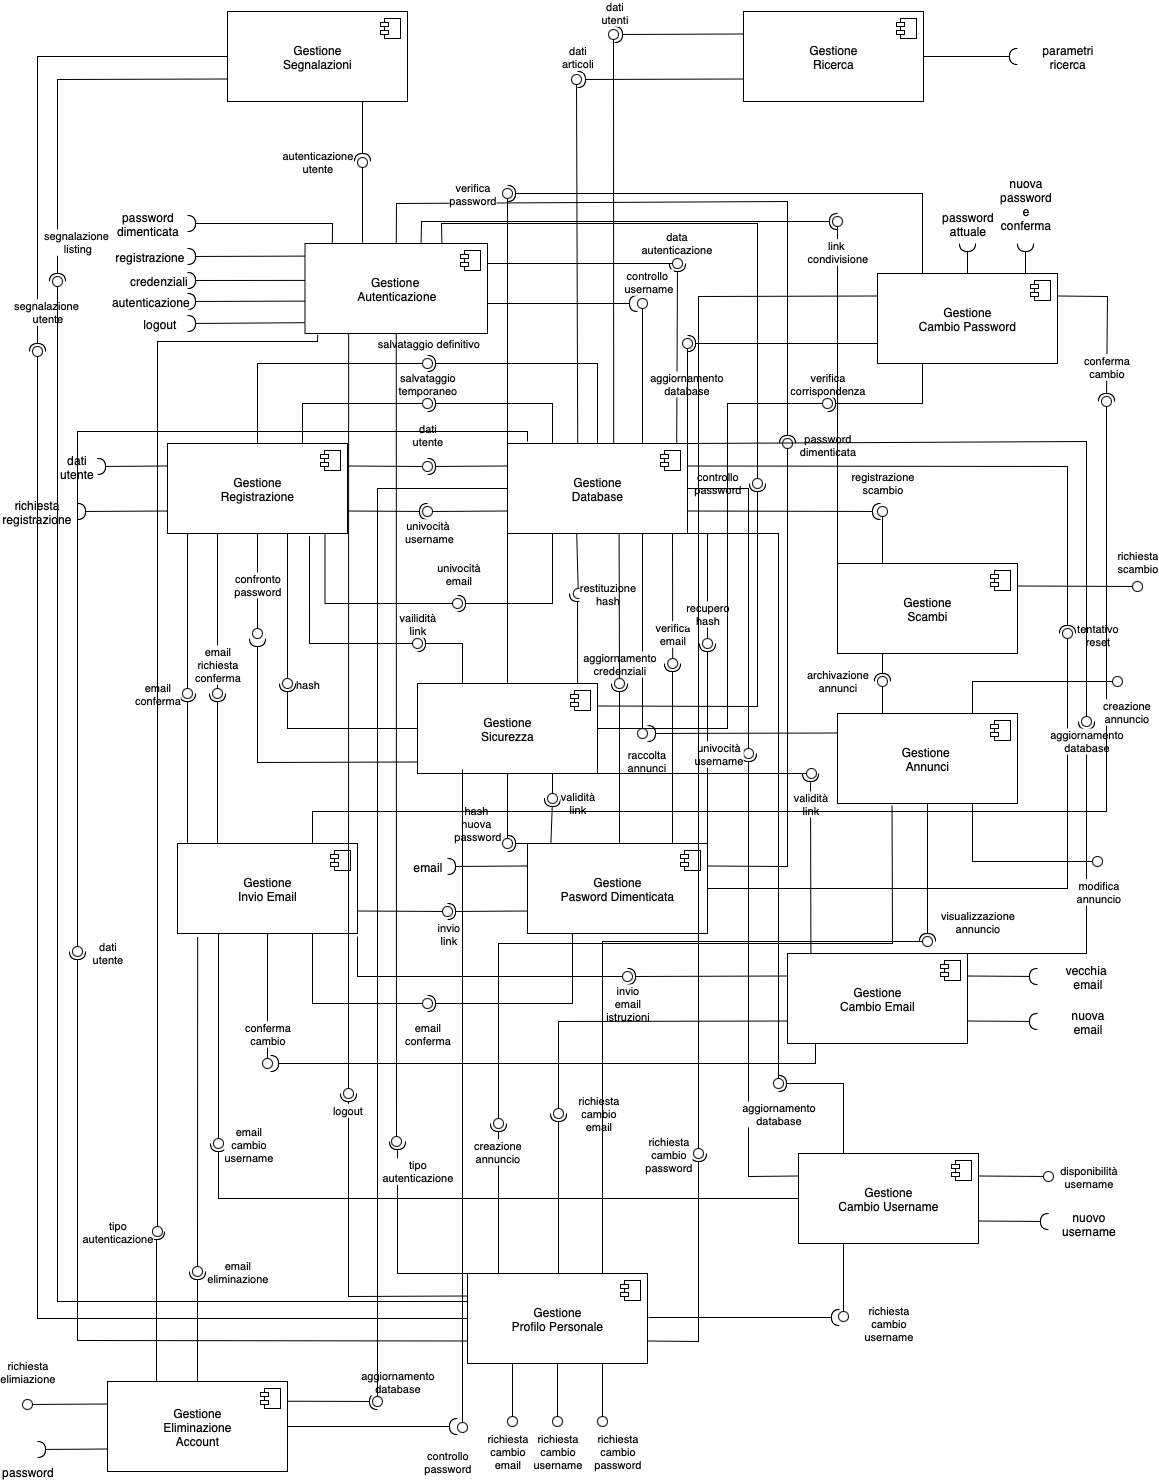 dati
utenti
Gestione
Segnalazioni
dati
articoli
Gestione
Ricerca
parametri
ricerca
autenticazione
utente
verifica
password
nuova
password
e
conferma
password
attuale
password
dimenticata
segnalazione
listing
registrazione
credenziali
autenticazione
logout
Gestione
Autenticazione
data
autenticazione
controllo
username
link
condivisione
segnalazione
utente
Gestione
Cambio Password
salvataggio definitivo
salvataggio
temporaneo
aggiornamento
database
verifica
corrispondenza
conferma
cambio
dati
utente
password
dimenticata
dati
utente
Gestione
Registrazione
Gestione
Database
controllo
password
registrazione
scambio
richiesta
registrazione
univocità
username
richiesta
scambio
confronto
password
univocità
email
restituzione
hash
recupero
hash
Gestione
Scambi
vailidità
link
verifica
email
tentativo
reset
email
richiesta
conferma
aggiornamento
credenziali
archivazione
annunci
email
conferma
hash
creazione
annuncio
Gestione
Sicurezza
raccolta
annunci
univocità
username
Gestione
Annunci
aggiornamento
database
validità
link
validità
link
hash
nuova
password
email
Gestione
Invio Email
Gestione
Pasword Dimenticata
modifica
annuncio
invio
link
visualizzazione
annuncio
dati
utente
vecchia
email
invio
email
istruzioni
Gestione
Cambio Email
nuova
email
conferma
cambio
email
conferma
logout
richiesta
cambio
email
aggiornamento
database
email
cambio
username
creazione
annuncio
richiesta
cambio
password
tipo
autenticazione
disponibilità
username
Gestione
Cambio Username
nuovo
username
tipo
autenticazione
email
eliminazione
Gestione
Profilo Personale
richiesta
cambio
username
richiesta
elimiazione
aggiornamento
database
Gestione
Eliminazione
Account
password
controllo
password
richiesta
cambio
email
richiesta
cambio
username
richiesta
cambio
password